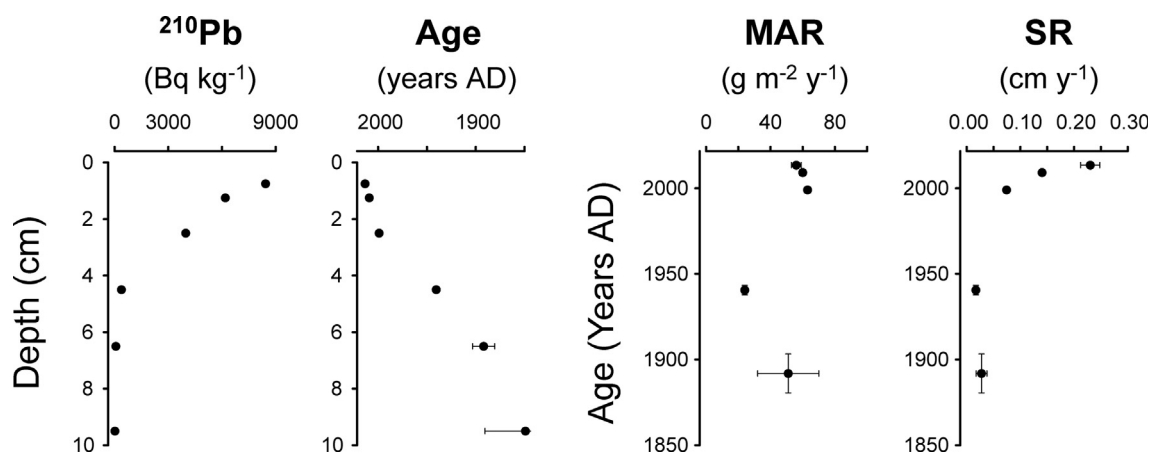 ²¹⁰Pb
(Bq kg⁻¹)
0 3000 9000
Age
(years AD)
2000 1900
MAR
(g m⁻² y⁻¹)
0 40 80
SR
(cm y⁻¹)
0.00 0.10 0.20 0.30
Depth (cm)
0
2
4
6
8
10
0
2
4
6
8
10
Age (Years AD)
2000
1950
1900
1850
2000
1950
1900
1850